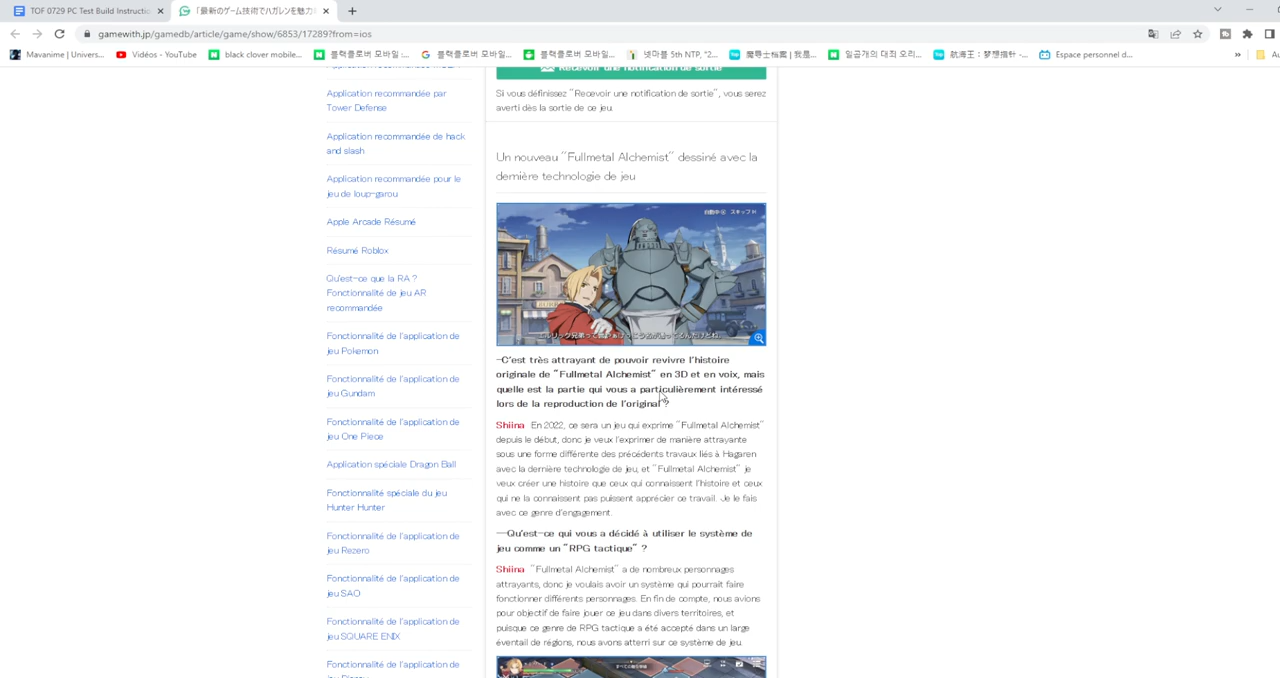 TOF 0729 PC Test Build Instructio
「最新のゲーム技術でハガレンを魅力
gamewith.jp/gamedb/article/game/show/6853/17289?from=ios
Mavanime | Univers...
Vidéos - YouTube
black clover mobile...
블랙클로버 모바일 :...
블랙클로버 모바일...
블랙클로버 모바일...
넷마블 5th NTP, "2...
魔導士檔案 | 我是...
일곱개의 대죄 오리...
航海王：梦想指针 -...
Espace personnel d...
»
Application recommandée par
Tower Defense
Application recommandée de hack
and slash
Application recommandée pour le
jeu de loup-garou
Apple Arcade Résumé
Résumé Roblox
Qu'est-ce que la RA ?
Fonctionnalité de jeu AR
recommandée
Fonctionnalité de l'application de
jeu Pokemon
Fonctionnalité de l'application de
jeu Gundam
Fonctionnalité de l'application de
jeu One Piece
Application spéciale Dragon Ball
Fonctionnalité spéciale du jeu
Hunter Hunter
Fonctionnalité de l'application de
jeu Rezero
Fonctionnalité de l'application de
jeu SAO
Fonctionnalité de l'application de
jeu SQUARE ENIX
Fonctionnalité de l'application de
Recevoir une notification de sortie
Si vous définissez "Recevoir une notification de sortie", vous serez
averti dès la sortie de ce jeu.
Un nouveau "Fullmetal Alchemist" dessiné avec la
dernière technologie de jeu
自動中 スキップ
-C'est très attrayant de pouvoir revivre l'histoire
originale de "Fullmetal Alchemist" en 3D et en voix, mais
quelle est la partie qui vous a particulièrement intéressé
lors de la reproduction de l'original ?
Shiina En 2022, ce sera un jeu qui exprime "Fullmetal Alchemist"
depuis le début, donc je veux l'exprimer de manière attrayante
sous une forme différente des précédents travaux liés à Hagaren
avec la dernière technologie de jeu, et "Fullmetal Alchemist" je
veux créer une histoire que ceux qui connaissent l'histoire et ceux
qui ne la connaissent pas puissent apprécier ce travail. Je le fais
avec ce genre d'engagement.
—Qu'est-ce qui vous a décidé à utiliser le système de
jeu comme un "RPG tactique" ?
Shiina "Fullmetal Alchemist" a de nombreux personnages
attrayants, donc je voulais avoir un système qui pourrait faire
fonctionner différents personnages. En fin de compte, nous avions
pour objectif de faire jouer ce jeu dans divers territoires, et
puisque ce genre de RPG tactique a été accepté dans un large
éventail de régions, nous avons atterri sur ce système de jeu.